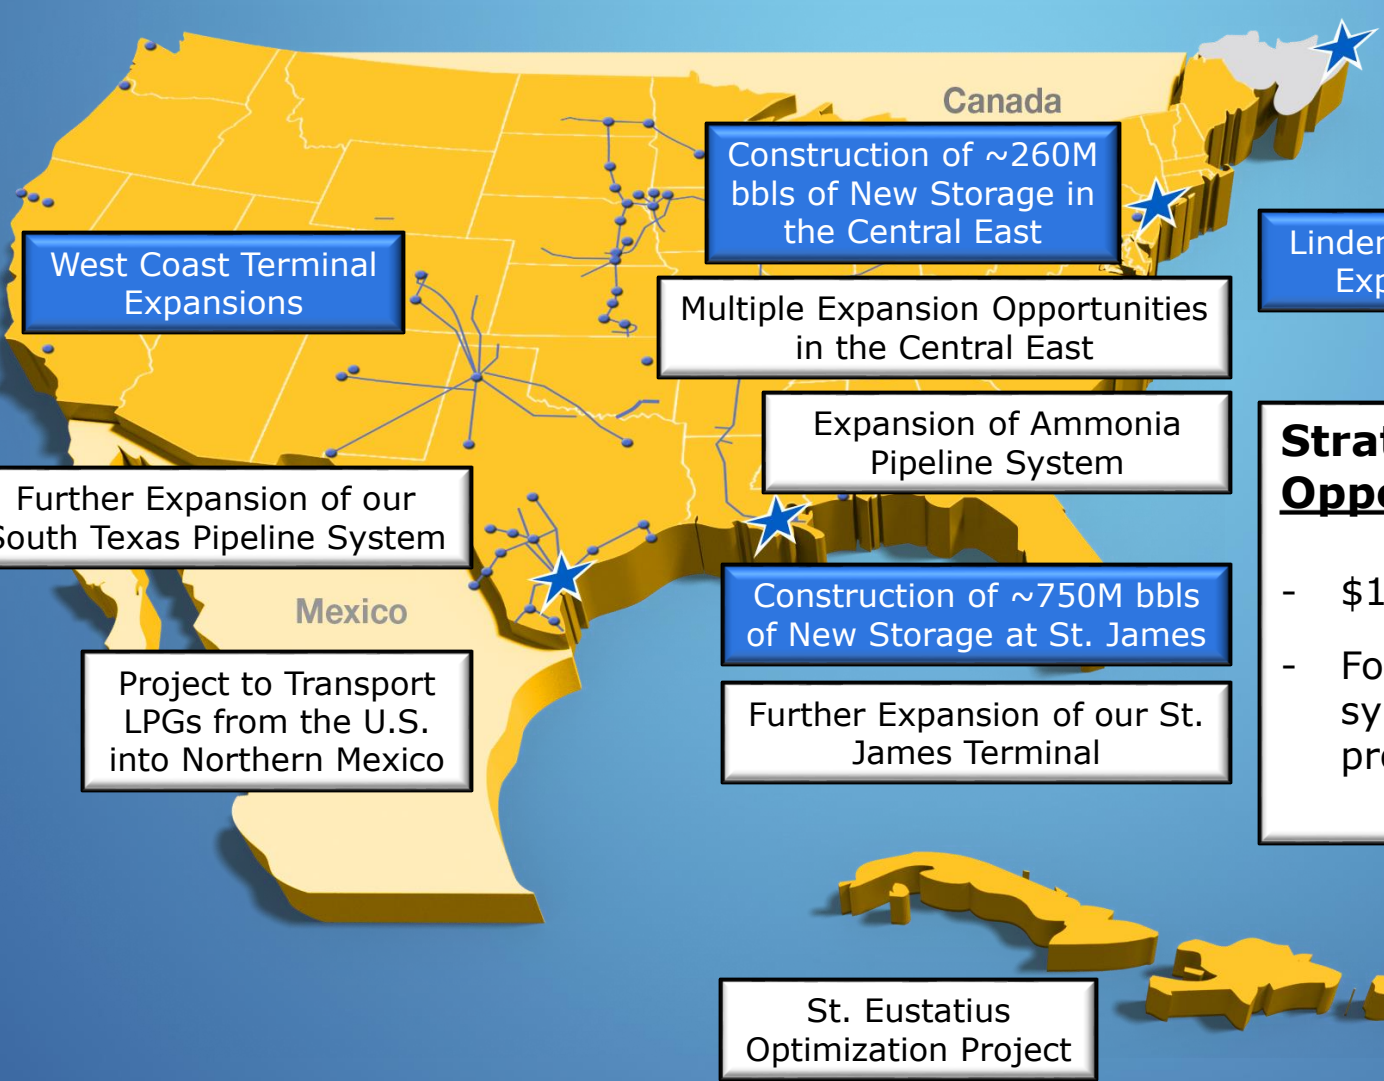 Canada
Construction of ~260M
bbls of New Storage in
the Central East
West Coast Terminal
Expansions
Multiple Expansion Opportunities
in the Central East
Expansion of Ammonia
Pipeline System
Further Expansion of our
South Texas Pipeline System
Mexico
Construction of ~750M bbls
of New Storage at St. James
Project to Transport
LPGs from the U.S.
into Northern Mexico
Further Expansion of our St.
James Terminal
St. Eustatius
Optimization Project
-
$1
-